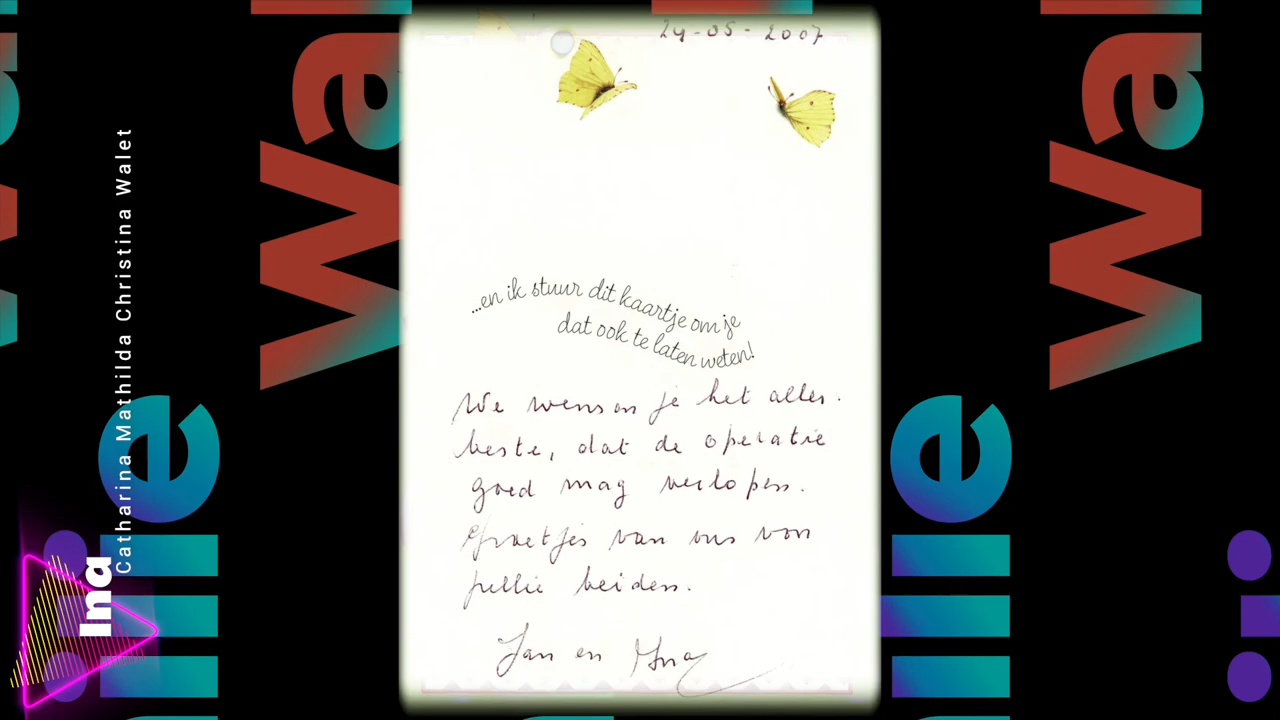 24-05-2007
...en ik stuur dit kaartje om je
dat ook te laten weten!
We wensen je het alles.
beste, dat de operatie
goed mag verlopen.
Groetjes van ons voor
jullie beiden.
Jan en Ina
Ina
Catharina Mathilda Christina Walet